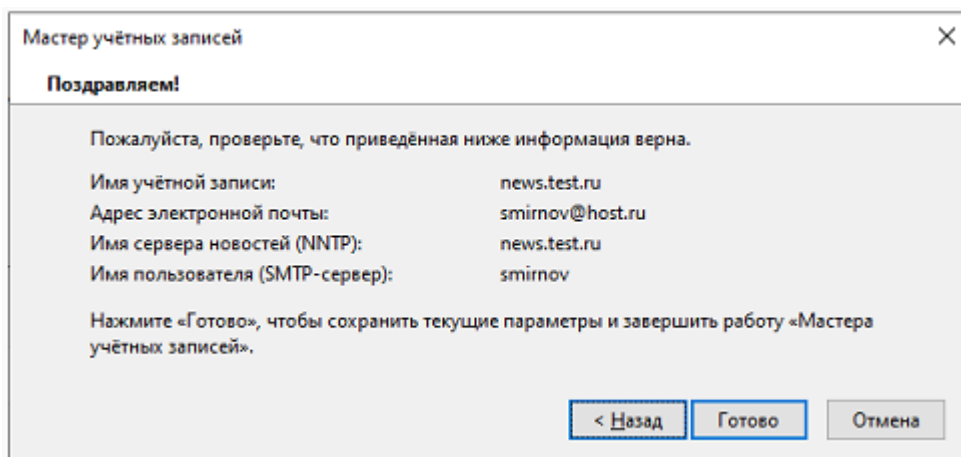 Мастер учётных записей
Поздравляем!
Пожалуйста, проверьте, что приведённая ниже информация верна.
Имя учётной записи: news.test.ru
Адрес электронной почты: smirnov@host.ru
Имя сервера новостей (NNTP): news.test.ru
Имя пользователя (SMTP-сервер): smirnov
Нажмите «Готово», чтобы сохранить текущие параметры и завершить работу «Мастера
учётных записей».
< Назад Готово Отмена